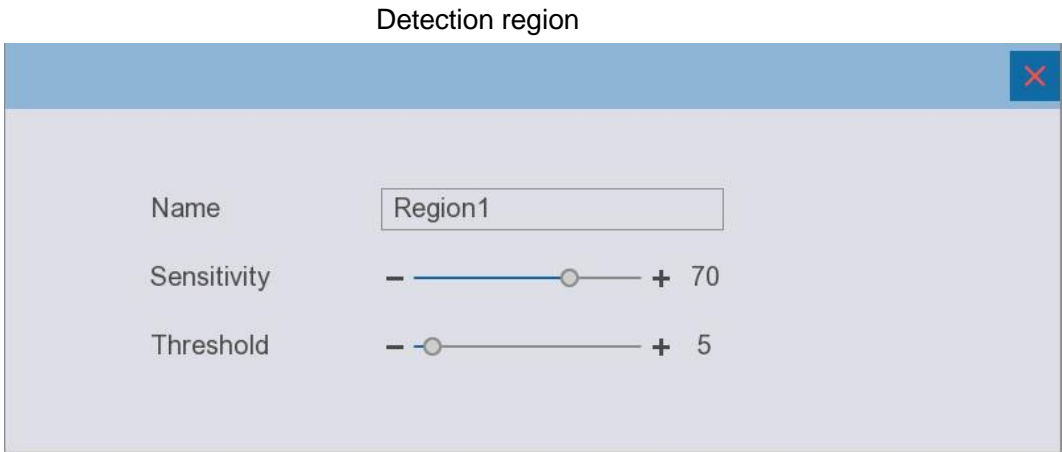 Detection region
Name Region1
Sensitivity − + 70
Threshold − + 5